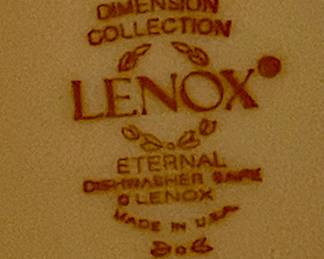 DIMENSION
COLLECTION
LENOX®
ETERNAL
DISHWASHER SAFE
© LENOX
MADE IN U.S.A.